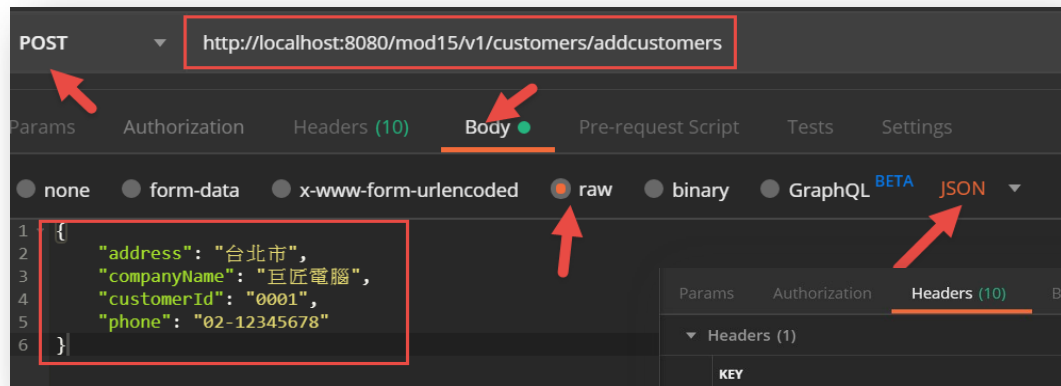 POST http://localhost:8080/mod15/v1/customers/addcustomers
Params Authorization Headers (10) Body Pre-request Script Tests Settings
none form-data x-www-form-urlencoded raw binary GraphQL BETA JSON
1 {
2 "address": "台北市",
3 "companyName": "巨匠電腦",
4 "customerId": "0001",
5 "phone": "02-12345678"
6 }
Params Authorization Headers (10) B
Headers (1)
KEY